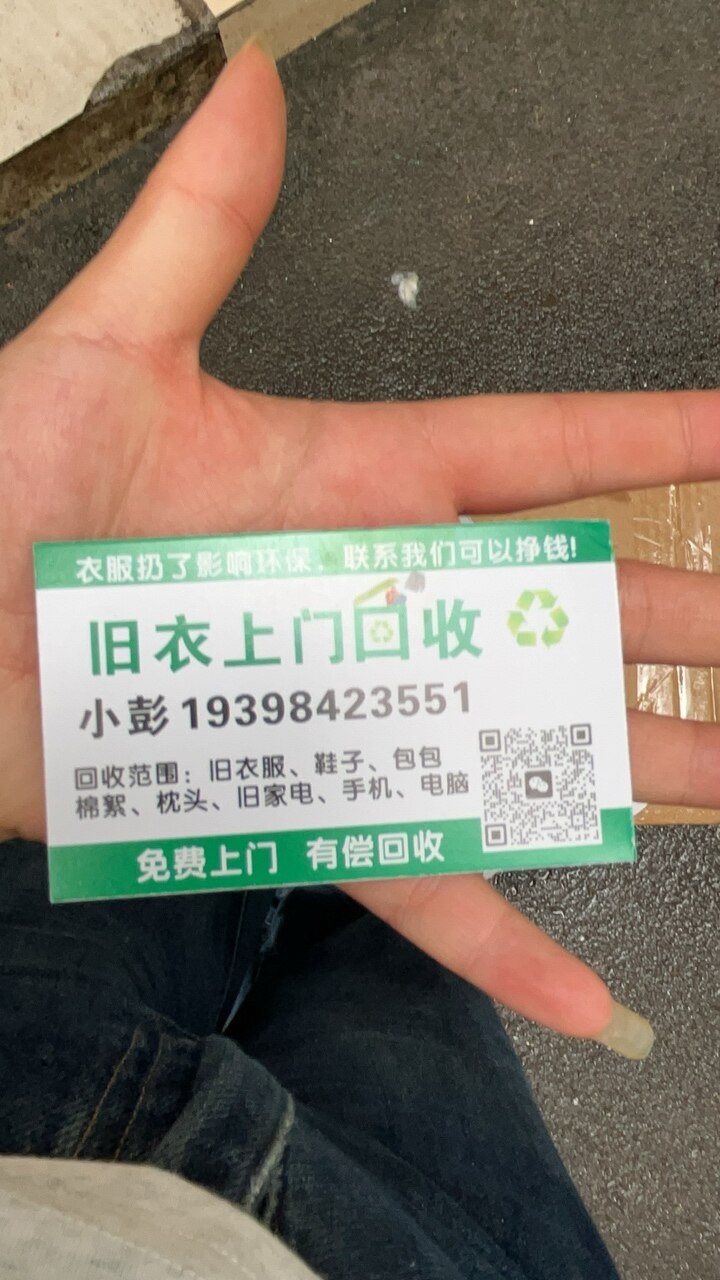 衣服扔了影响环保，联系我们可以挣钱!
旧衣上门回收
小彭 19398423551
回收范围：旧衣服、鞋子、包包
棉絮、枕头、旧家电、手机、电脑
免费上门 有偿回收